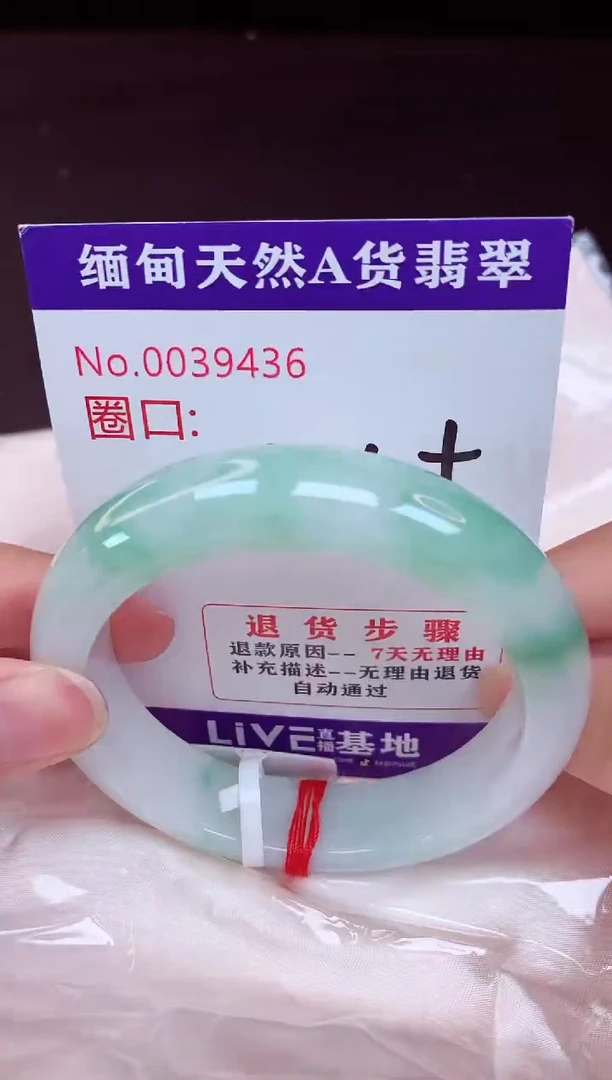 缅甸天然A货翡翠
No.0039436
圈口:
退货步骤
退款原因--7天无理由
补充描述--无理由退货
自动通过
LiVE直播基地